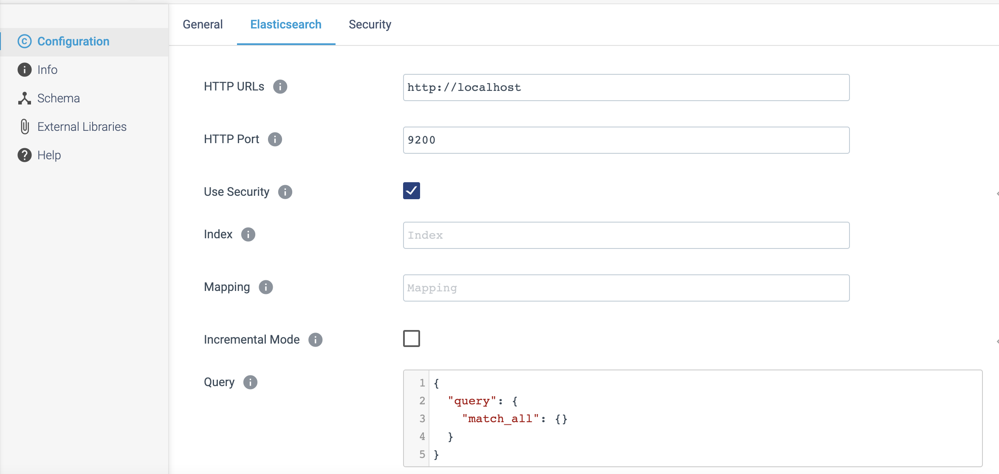 General
Elasticsearch
Security
Configuration
Info
Schema
External Libraries
Help
HTTP URLs
http://localhost
HTTP Port
9200
Use Security
Index
Index
Mapping
Mapping
Incremental Mode
Query
1 {
2   "query": {
3     "match_all": {}
4   }
5 }